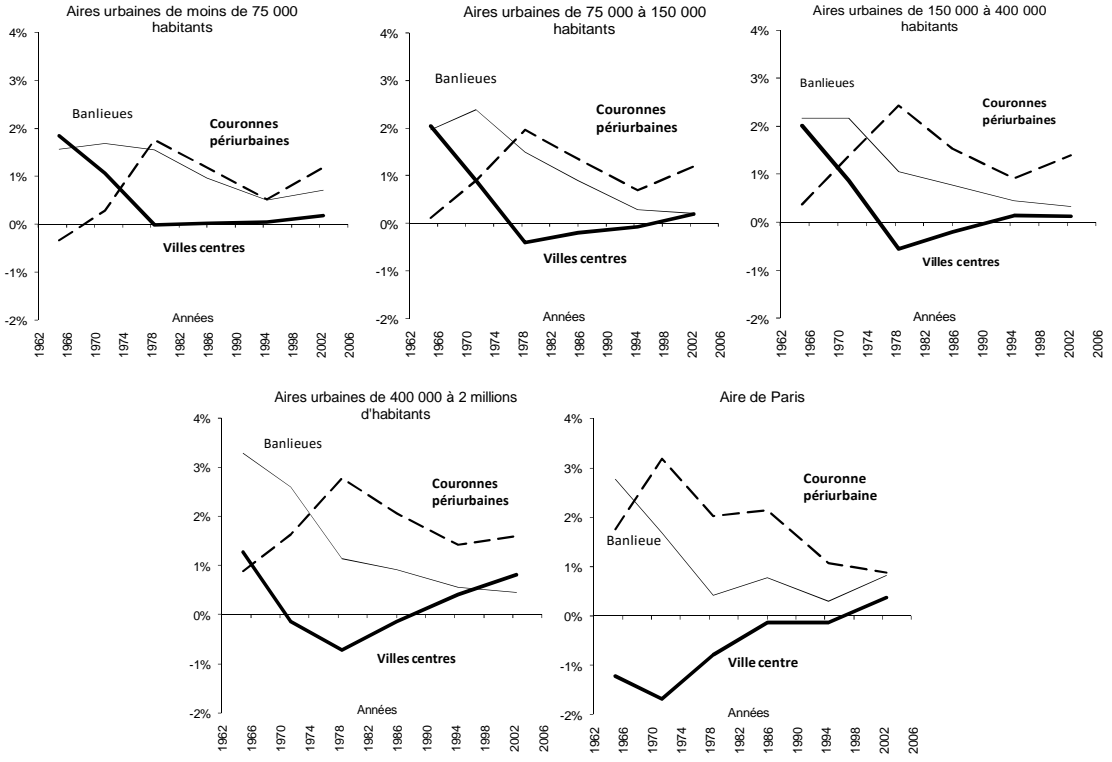 Aires urbaines de moins de 75 000
habitants
4%
3%
2%
1%
0%
-1%
-2%
Banlieues
Couronnes
périurbaines
Villes centres
Années
1962
1966
1970
1974
1978
1982
1986
1990
1994
1998
2002
2006
Aires urbaines de 75 000 à 150 000
habitants
4%
3%
2%
1%
0%
-1%
-2%
Banlieues
Couronnes
périurbaines
Villes centres
Années
1962
1966
1970
1974
1978
1982
1986
1990
1994
1998
2002
2006
Aires urbaines de 150 000 à 400 000
habitants
4%
3%
2%
1%
0%
-1%
-2%
Banlieues
Couronnes
périurbaines
Villes centres
Années
1962
1966
1970
1974
1978
1982
1986
1990
1994
1998
2002
2006
Aires urbaines de 400 000 à 2 millions
d'habitants
4%
3%
2%
1%
0%
-1%
-2%
Banlieues
Couronnes
périurbaines
Villes centres
Années
1962
1966
1970
1974
1978
1982
1986
1990
1994
1998
2002
2006
Aire de Paris
4%
3%
2%
1%
0%
-1%
-2%
Couronne
périurbaine
Banlieue
Ville centre
Années
1962
1966
1970
1974
1978
1982
1986
1990
1994
1998
2002
2006